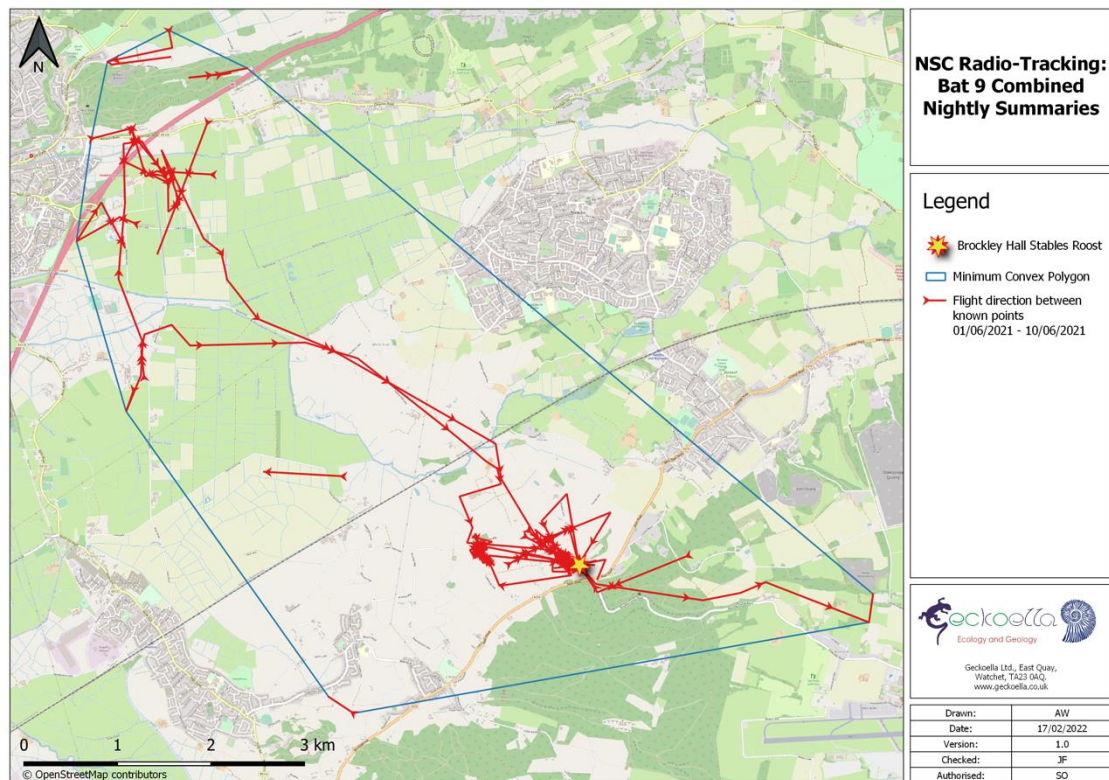 N
0 1 2 3 km
© OpenStreetMap contributors
NSC Radio-Tracking:
Bat 9 Combined
Nightly Summaries
Legend
Brockley Hall Stables Roost
Minimum Convex Polygon
Flight direction between
known points
01/06/2021 - 10/06/2021
Geckoella
Ecology and Geology
Geckoella Ltd., East Quay,
Watchet, TA23 0AQ.
www.geckoella.co.uk
Drawn: AW
Date: 17/02/2022
Version: 1.0
Checked: JF
Authorised: SO